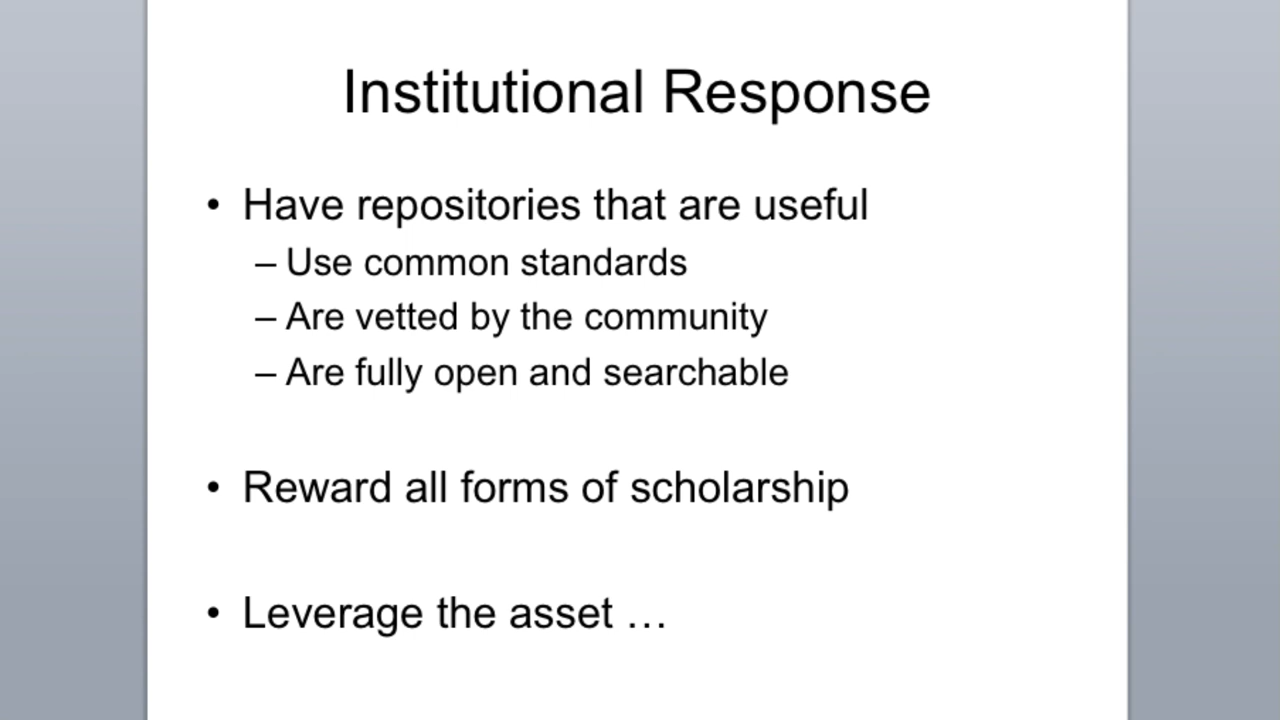 Institutional Response
• Have repositories that are useful
– Use common standards
– Are vetted by the community
– Are fully open and searchable
• Reward all forms of scholarship
• Leverage the asset …